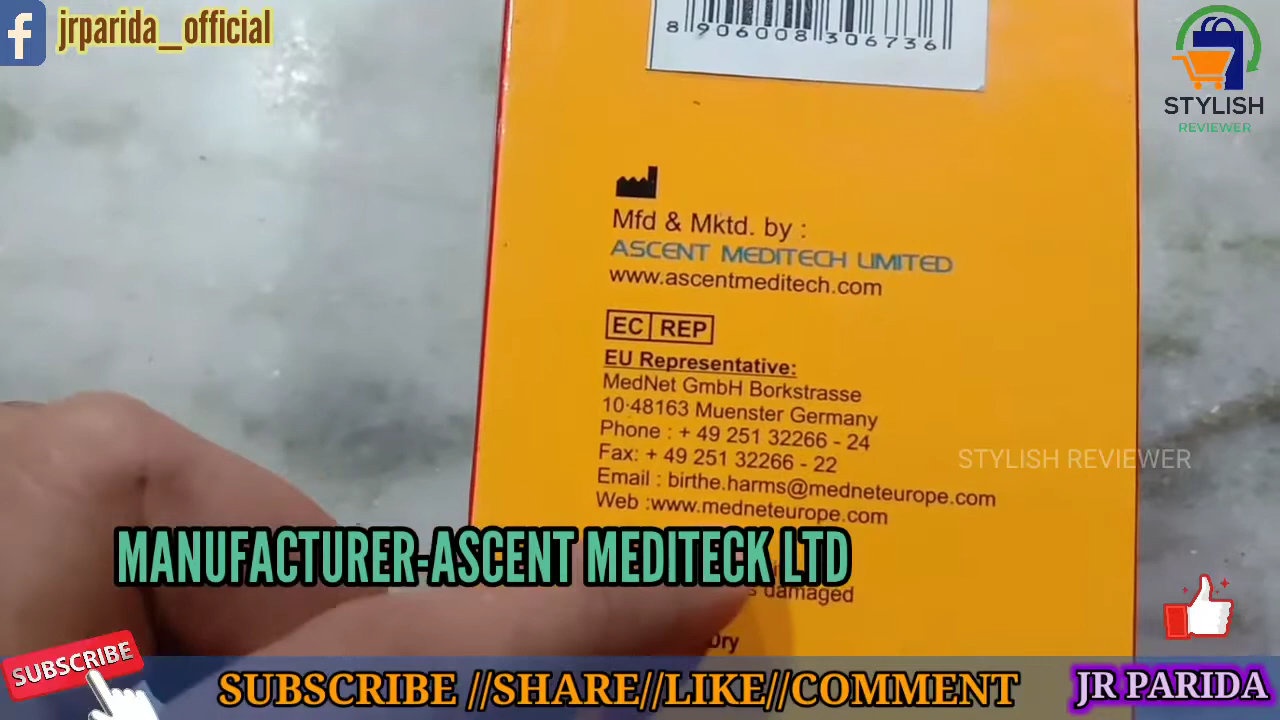 f jrparida_official
8 906008 306736
STYLISH
REVIEWER
Mfd & Mktd. by :
ASCENT MEDITECH LIMITED
www.ascentmeditech.com
EC REP
EU Representative:
MedNet GmbH Borkstrasse
10-48163 Muenster Germany
Phone : + 49 251 32266 - 24
Fax: + 49 251 32266 - 22
STYLISH REVIEWER
Email : birthe.harms@medneteurope.com
Web :www.medneteurope.com
MANUFACTURER-ASCENT MEDITECK LTD
damaged
Dry
SUBSCRIBE
SUBSCRIBE //SHARE//LIKE//COMMENT
JR PARIDA